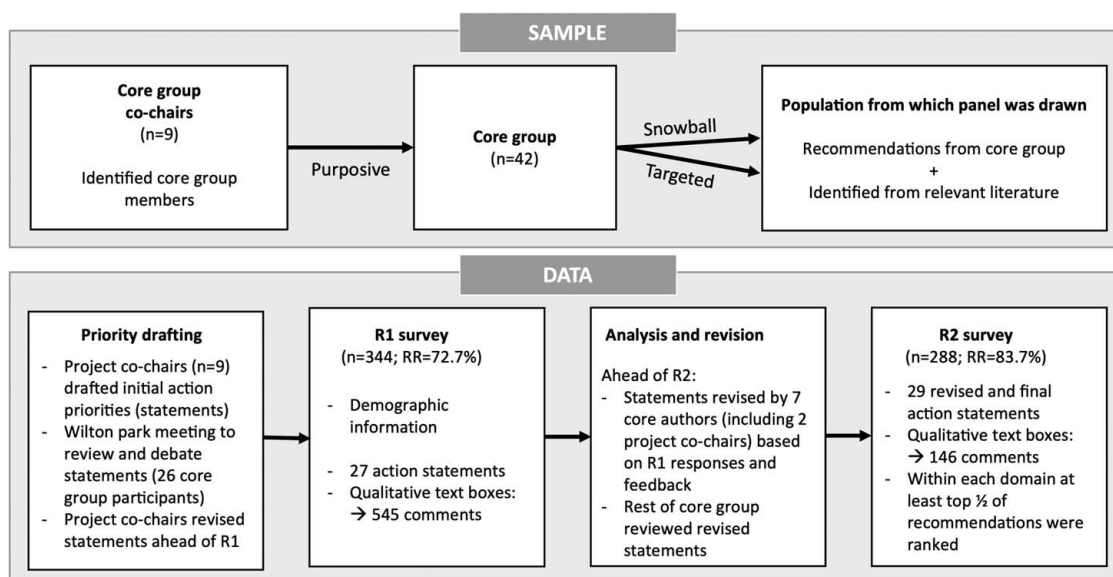 SAMPLE
Core group
co-chairs
(n=9)
Identified core group
members
Purposive
Core group
(n=42)
Snowball
Targeted
Population from which panel was drawn
Recommendations from core group
+
Identified from relevant literature
DATA
Priority drafting
- Project co-chairs (n=9)
drafted initial action
priorities (statements)
- Wilton park meeting to
review and debate
statements (26 core
group participants)
- Project co-chairs revised
statements ahead of R1
R1 survey
(n=344; RR=72.7%)
- Demographic
information
- 27 action statements
- Qualitative text boxes:
→ 545 comments
Analysis and revision
Ahead of R2:
- Statements revised by 7
core authors (including 2
project co-chairs) based
on R1 responses and
feedback
- Rest of core group
reviewed revised
statements
R2 survey
(n=288; RR=83.7%)
- 29 revised and final
action statements
- Qualitative text boxes:
→ 146 comments
- Within each domain at
least top ½ of
recommendations were
ranked